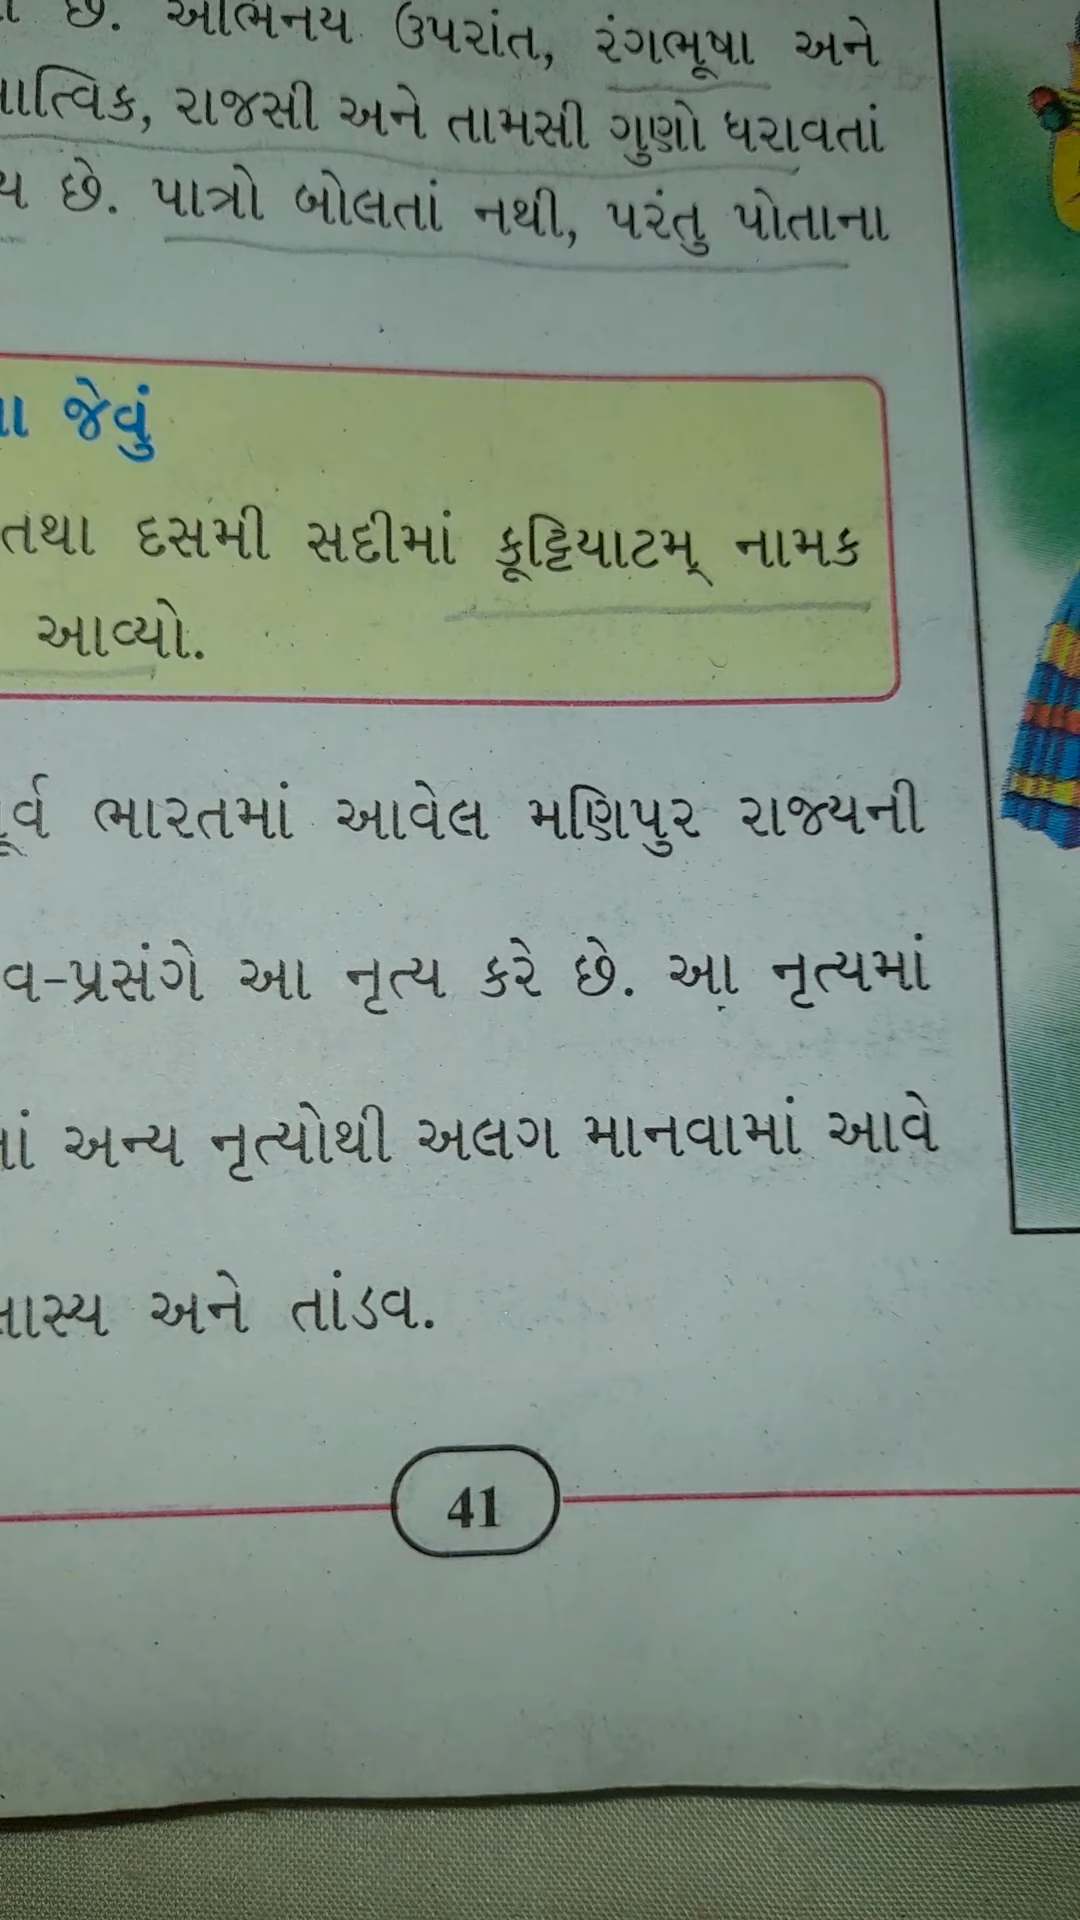 છે. અભિનય ઉપરાંત, રંગભૂષા અને
રાજસી અને તામસી ગુણો ધરાવતાં
છે. પાત્રો બોલતાં નથી, પરંતુ પોતાના
જેવું
તથા દસમી સદીમાં કૂટ્ટિયાટમ્ નામક
આવ્યો.
ભારતમાં આવેલ મણિપુર રાજ્યની
પ્રસંગે આ નૃત્ય કરે છે. આ નૃત્યમાં
અન્ય નૃત્યોથી અલગ માનવામાં આવે
અને તાંડવ.
41